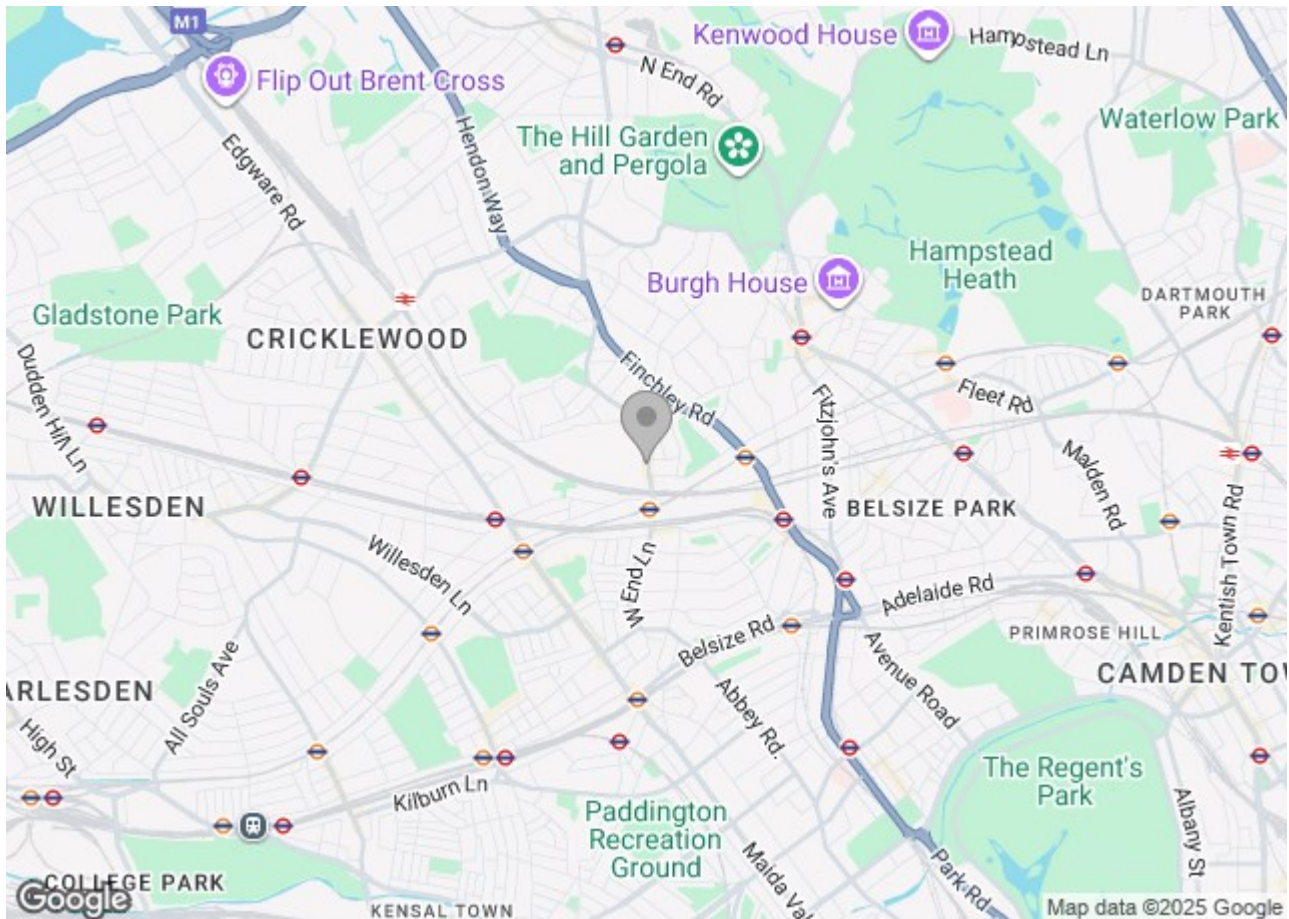 M1
Kenwood House
Hampstead Ln
Flip Out Brent Cross
N End Rd
Waterlow Park
The Hill Garden
and Pergola
Hendon Way
Edgware Rd
Hampstead
Heath
Burgh House
DARTMOUTH
PARK
Gladstone Park
CRICKLEWOOD
Dudden Hill Ln
Finchley Rd
Fitzjohn's Ave
Fleet Rd
Malden Rd
WILLESDEN
BELSIZE PARK
Kentish Town Rd
Willesden Ln
W End Ln
Adelaide Rd
Belsize Rd
PRIMROSE HILL
ARLESDEN
All Souls Ave
Abbey Rd.
Avenue Road
CAMDEN TO
High St
Kilburn Ln
The Regent's
Park
Paddington
Recreation
Ground
Albany St
Maida Va
Park Rd
COLLEGE PARK
Google
KENSAL TOWN
Map data ©2025 Google